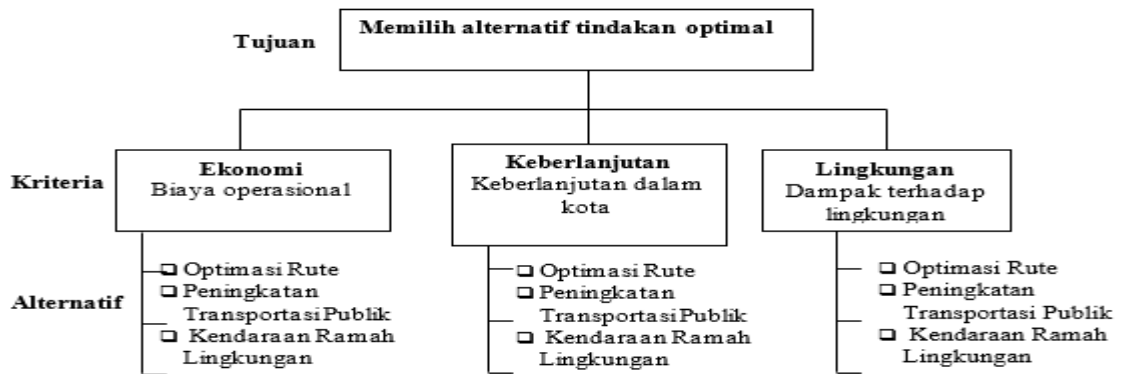 Tujuan
Memilih alternatif tindakan optimal
Kriteria
Ekonomi
Biaya operasional
Keberlanjutan
Keberlanjutan dalam
kota
Lingkungan
Dampak terhadap
lingkungan
Alternatif
Optimasi Rute
Peningkatan
Transportasi Publik
Kendaraan Ramah
Lingkungan
Optimasi Rute
Peningkatan
Transportasi Publik
Kendaraan Ramah
Lingkungan
Optimasi Rute
Peningkatan
Transportasi Publik
Kendaraan Ramah
Lingkungan